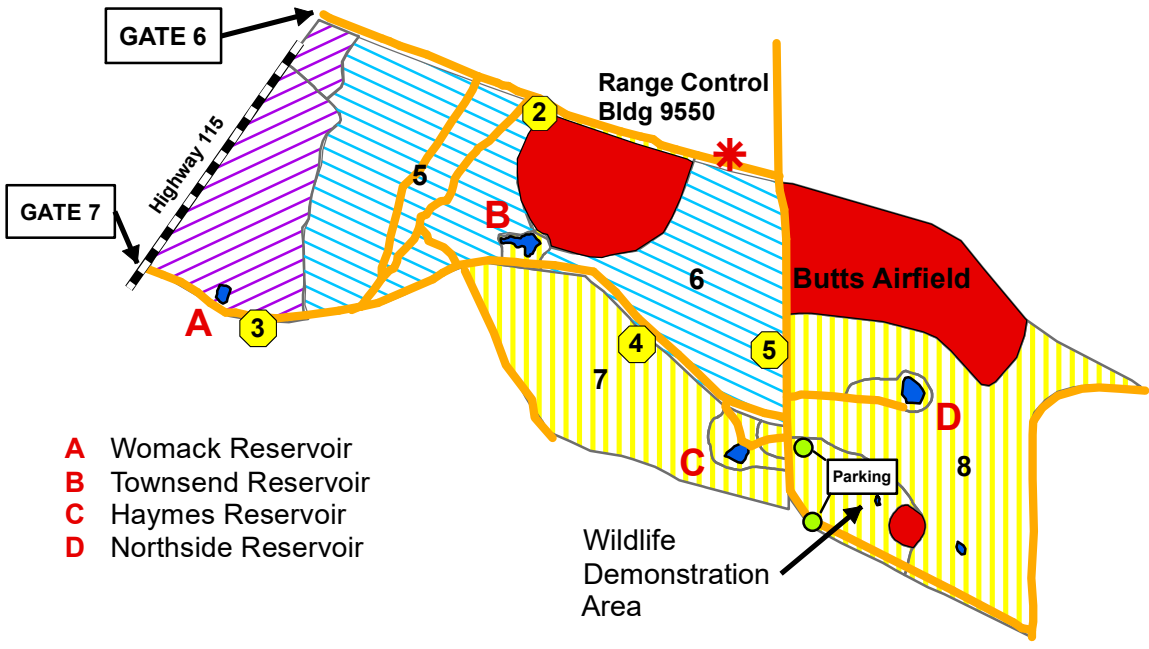 GATE 6
Range Control
Bldg 9550
2
Highway 115
5
GATE 7
B
6
Butts Airfield
A
3
4
5
7
D
C
8
Parking
A Womack Reservoir
B Townsend Reservoir
C Haymes Reservoir
D Northside Reservoir
Wildlife
Demonstration
Area